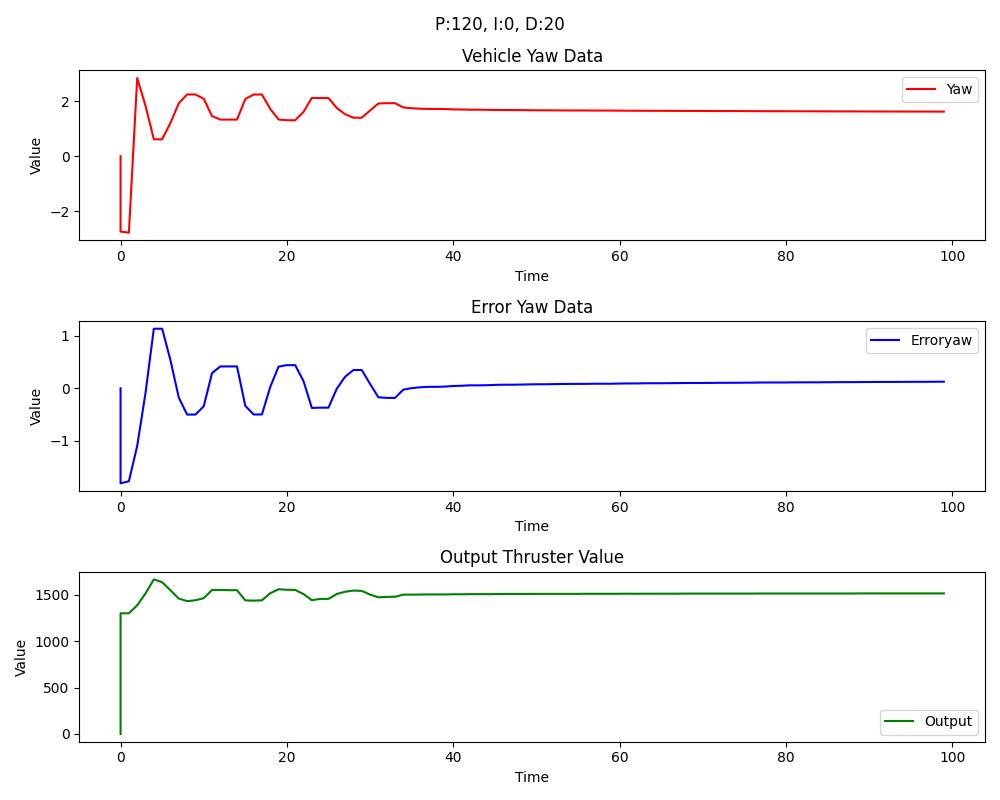 P:120, I:0, D:20
Vehicle Yaw Data
2
0
−2
Value
Yaw
0 20 40 60 80 100
Time
Error Yaw Data
1
0
−1
Value
Erroryaw
0 20 40 60 80 100
Time
Output Thruster Value
1500
1000
500
0
Value
Output
0 20 40 60 80 100
Time